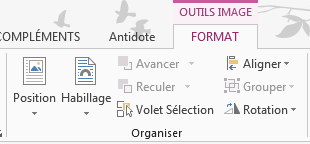 OUTILS IMAGE
COMPLÉMENTS Antidote FORMAT
Avancer Aligner
Position Habillage Reculer Grouper
Volet Sélection Rotation
Organiser